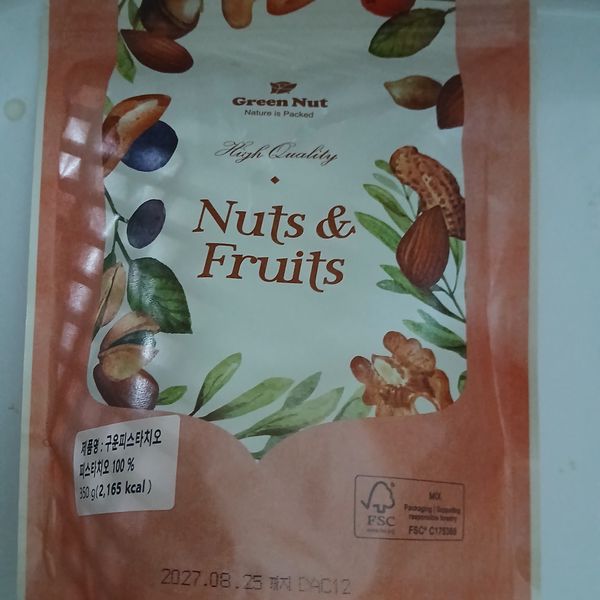 Green Nut
Nature is Packed
High Quality
Nuts &
Fruits
제품명 : 구운피스타치오
피스타치오 100 %
350 g(2,165 kcal)
FSC
MIX
Packaging | Supporting
responsible forestry
FSC® C175366
2027.08.25 까지 DAC12